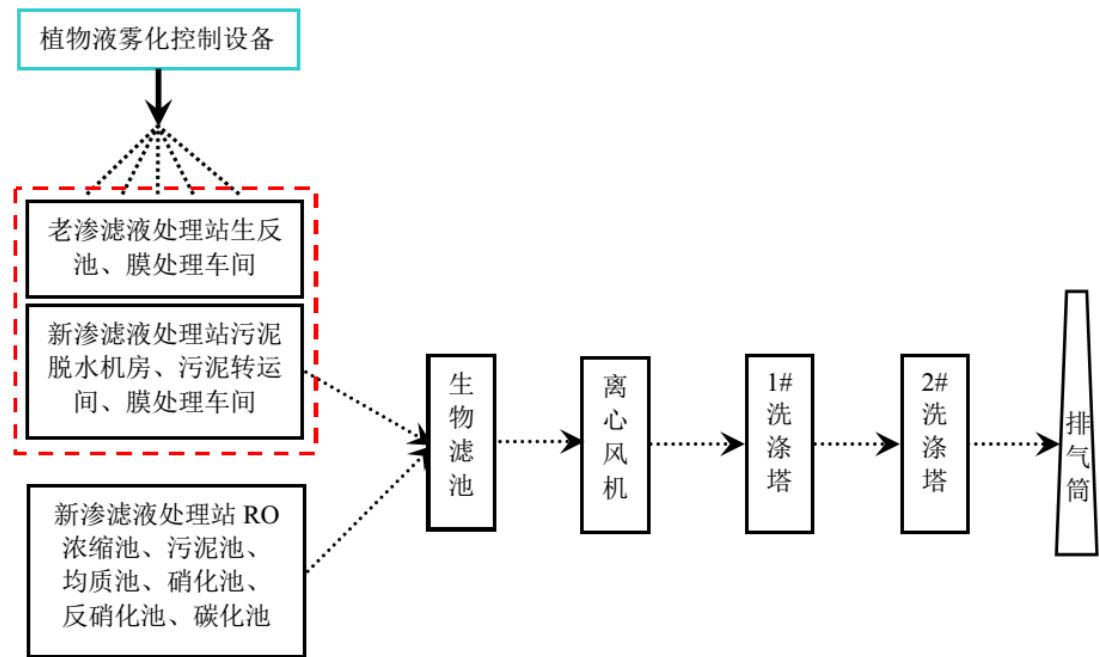 植物液雾化控制设备
老渗滤液处理站生反
池、膜处理车间
新渗滤液处理站污泥
脱水机房、污泥转运
间、膜处理车间
新渗滤液处理站 RO
浓缩池、污泥池、
均质池、硝化池、
反硝化池、碳化池
生
物
滤
池
离
心
风
机
1#
洗
涤
塔
2#
洗
涤
塔
排
气
筒